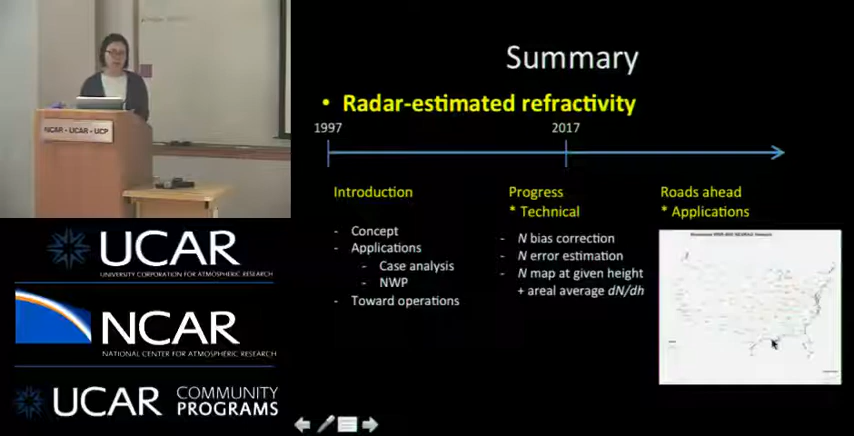 NCAR - UCAR - UCP
UCAR
UNIVERSITY CORPORATION FOR ATMOSPHERIC RESEARCH
NCAR
NATIONAL CENTER FOR ATMOSPHERIC RESEARCH
UCAR COMMUNITY PROGRAMS
Summary
• Radar-estimated refractivity
1997
2017
Introduction
- Concept
- Applications
- Case analysis
- NWP
- Toward operations
Progress
* Technical
- N bias correction
- N error estimation
- N map at given height
+ areal average dN/dh
Roads ahead
* Applications